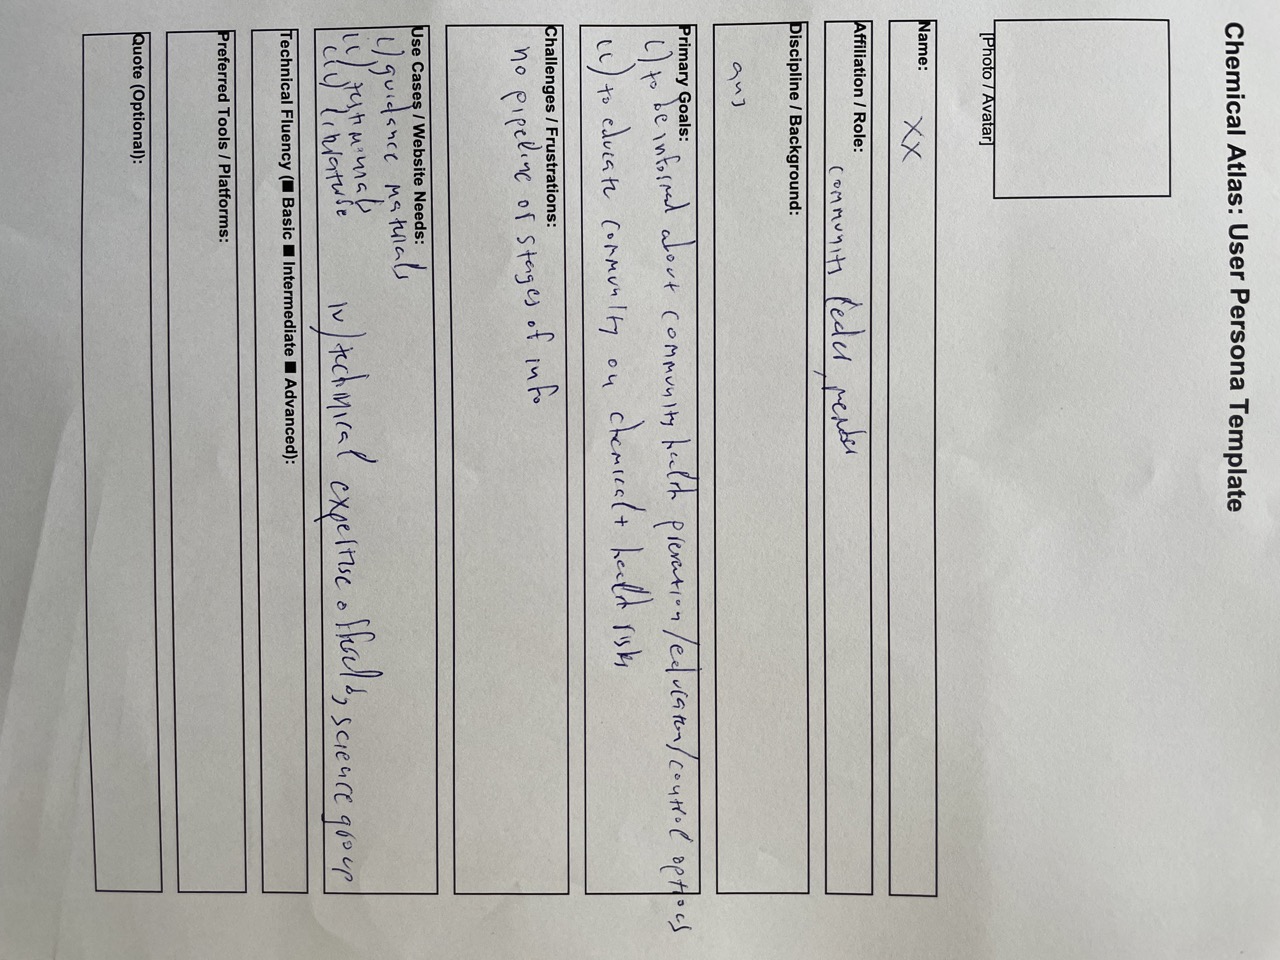 Chemical Atlas: User Persona Template
[Photo / Avatar]
Name: XX
Affiliation / Role: community leader, member
Discipline / Background:
any
Primary Goals:
i) to be informed about community health prevention/education/control options
ii) to educate community on chemical + health risks
Challenges / Frustrations:
no pipeline or stages of info
Use Cases / Website Needs:
i) guidance materials
ii) testimonials
iii) literature
iv) technical expertise offered by science group
Technical Fluency (■ Basic ■ Intermediate ■ Advanced):
Preferred Tools / Platforms:
Quote (Optional):